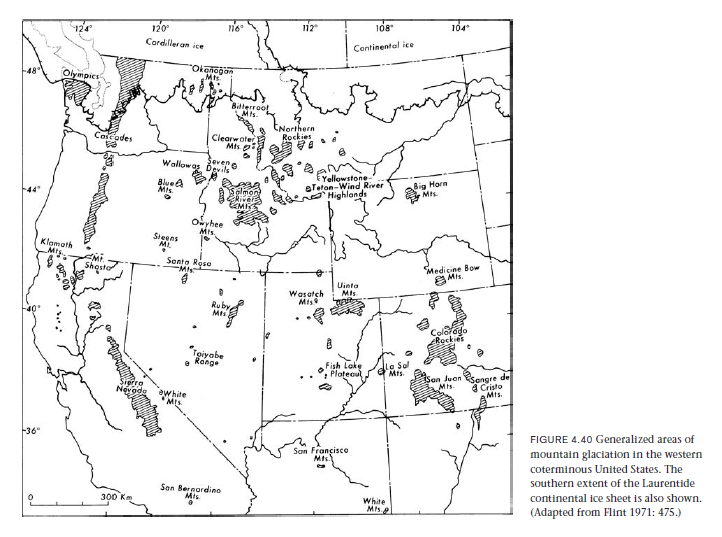 124°
120°
116°
112°
108°
104°
Cordilleran ice
Continental ice
48°
Olympics
Okanogan
Mts.
Bitterroot
Mts.
Cascades
Clearwater
Mts.
Northern
Rockies
Wallowas
Seven
Devils
Blue
Mts.
44°
Salmon
River
Mts.
Yellowstone-
Teton-Wind River
Highlands
Big Horn
Mts.
Owyhee
Mts.
Steens
Mt.
Klamath
Mts.
Mt.
Shasta
Santa Rosa
Mts.
Medicine Bow
Mts.
Wasatch
Mts.
Uinta
Mts.
40°
Ruby
Mts.
Colorado
Rockies
Toiyabe
Range
Fish Lake
Plateau
La Sal
Mts.
Sierra
Nevada
White
Mts.
San Juan
Mts.
Sangre de
Cristo
Mts.
36°
San Francisco
Mts.
San Bernardino
Mts.
White
Mts.
0
300 Km
FIGURE 4.40 Generalized areas of
mountain glaciation in the western
coterminous United States. The
southern extent of the Laurentide
continental ice sheet is also shown.
(Adapted from Flint 1971: 475.)